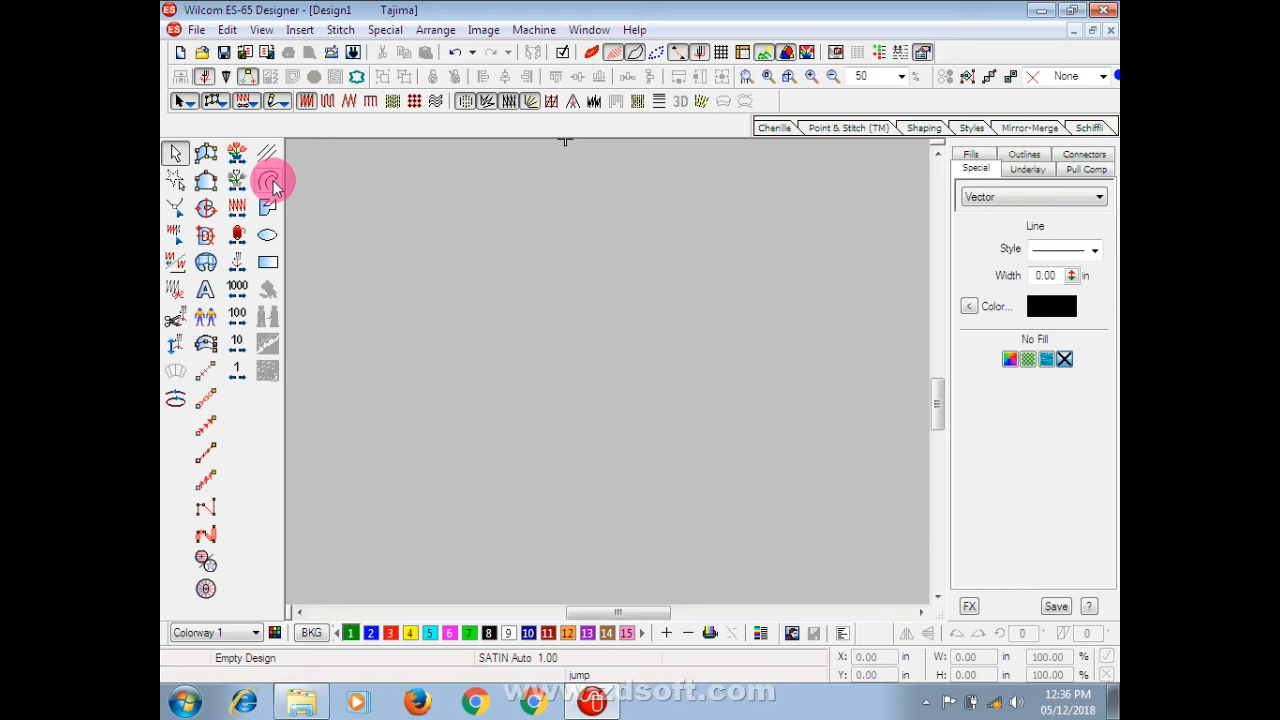 Wilcom ES-65 Designer - [Design1 Tajima]
File Edit View Insert Stitch Special Arrange Image Machine Window Help
50 % None
Chenille Point & Stitch (TM) Shaping Styles Mirror-Merge Schiffli
Fills Outlines Connectors
Special Underlay Pull Comp
Vector
Line
Style
Width 0.00 in
< Color...
No Fill
A
1000
100
10
1
3D
FX Save ?
Colorway 1 BKG 1 2 3 4 5 6 7 8 9 10 11 12 13 14 15 0 0
Empty Design SATIN Auto 1.00 X: 0.00 in W: 0.00 in 100.00 %
jump Y: 0.00 in H: 0.00 in 100.00 %
www.zdsoft.com
12:36 PM
05/12/2018